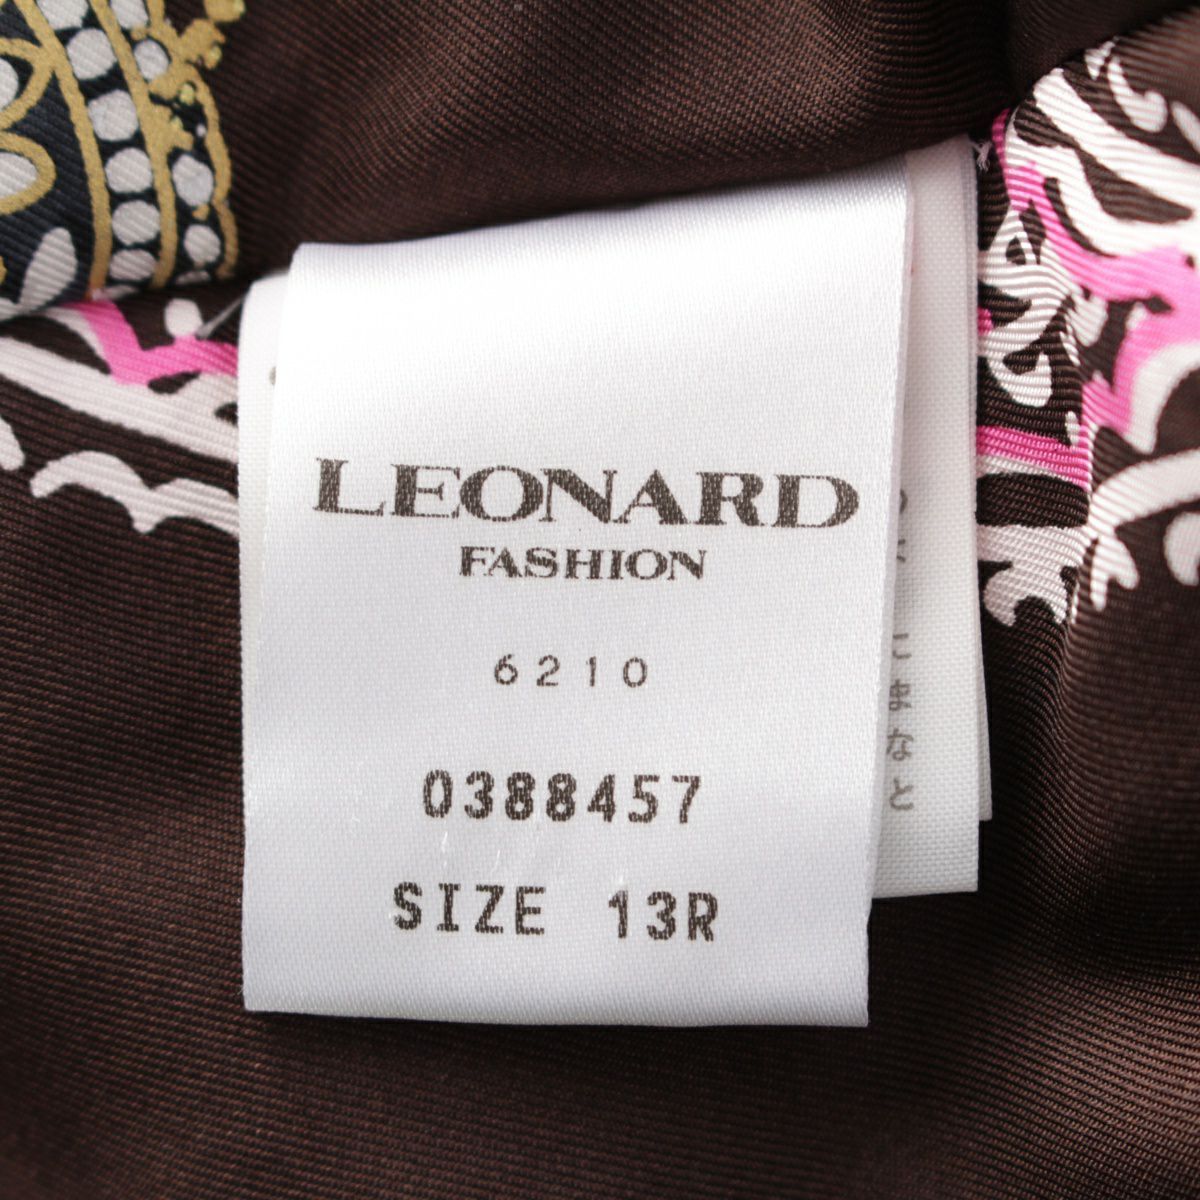 LEONARD
FASHION
6210
0388457
SIZE 13R